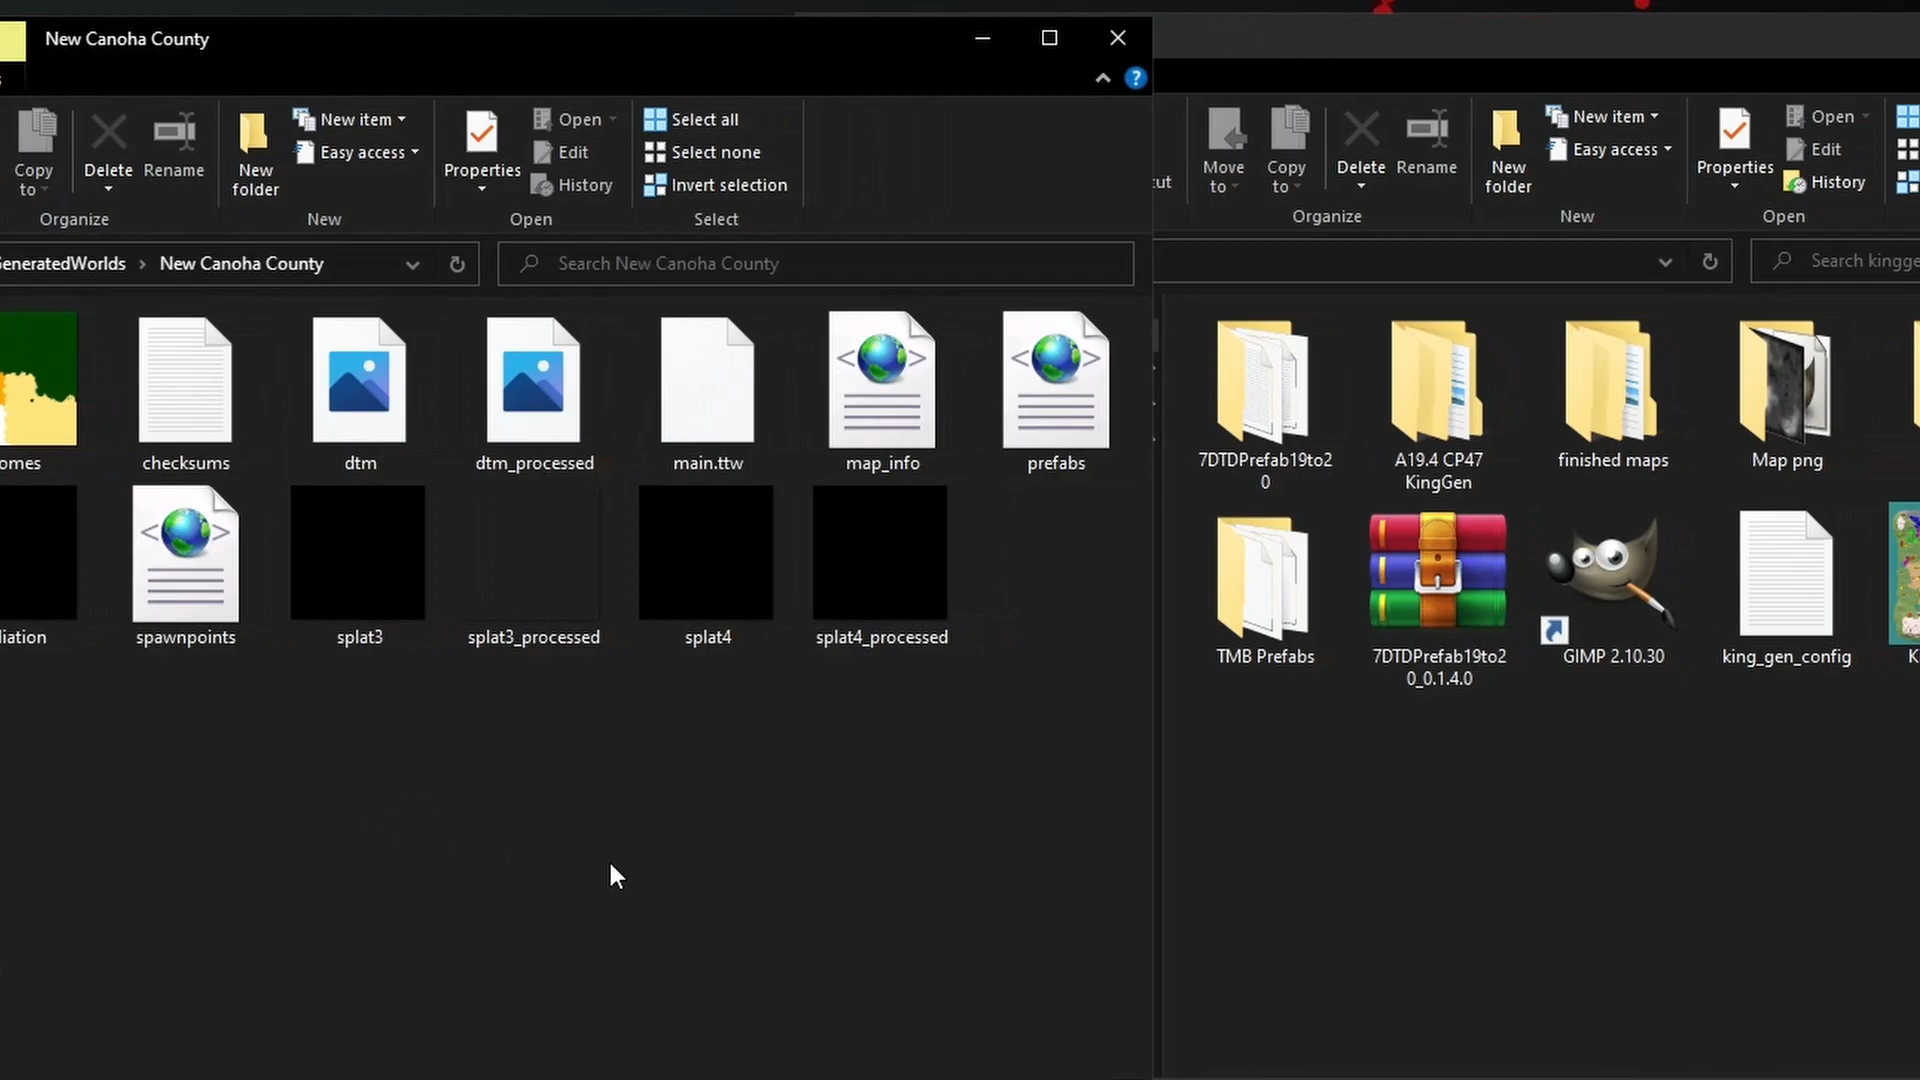 New Canoha County
Copy to
Delete
Rename
New folder
New item
Easy access
Properties
Open
Edit
History
Select all
Select none
Invert selection
Organize
New
Open
Select
GeneratedWorlds > New Canoha County
Search New Canoha County
omes
checksums
dtm
dtm_processed
main.ttw
map_info
prefabs
liation
spawnpoints
splat3
splat3_processed
splat4
splat4_processed
Move to
Copy to
Delete
Rename
New folder
New item
Easy access
Properties
Open
Edit
History
Organize
New
Open
Search kingge
7DTDPrefab19to2
0
A19.4 CP47
KingGen
finished maps
Map png
TMB Prefabs
7DTDPrefab19to2
0_0.1.4.0
GIMP 2.10.30
king_gen_config